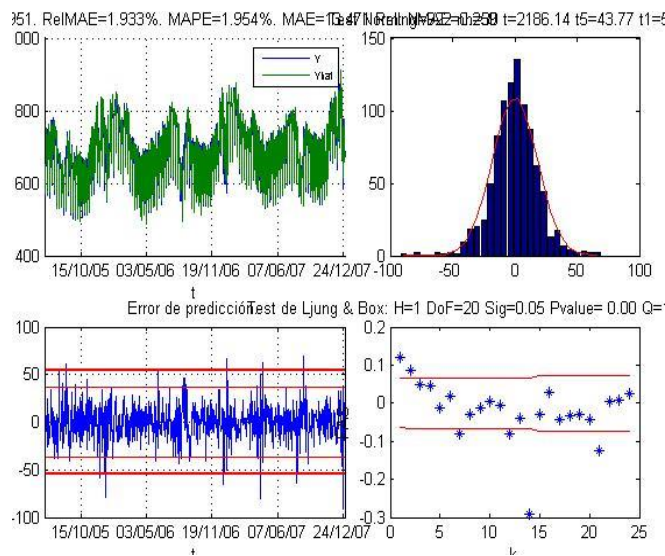 951. RelMAE=1.933%. MAPE=1.954%.
t=2186.14 t5=43.77
Y
Yhat
000
800
600
400
15/10/05 03/05/06 19/11/06 07/06/07 24/12/07
t
150
100
50
0
-100 -50 0 50 100
Error de predicción
100
50
0
-50
-100
15/10/05 03/05/06 19/11/06 07/06/07 24/12/07
t
Test de Ljung & Box: H=1 DoF=20 Sig=0.05 Pvalue= 0.00
0.2
0.1
0
-0.1
-0.2
-0.3
0 5 10 15 20 25
k